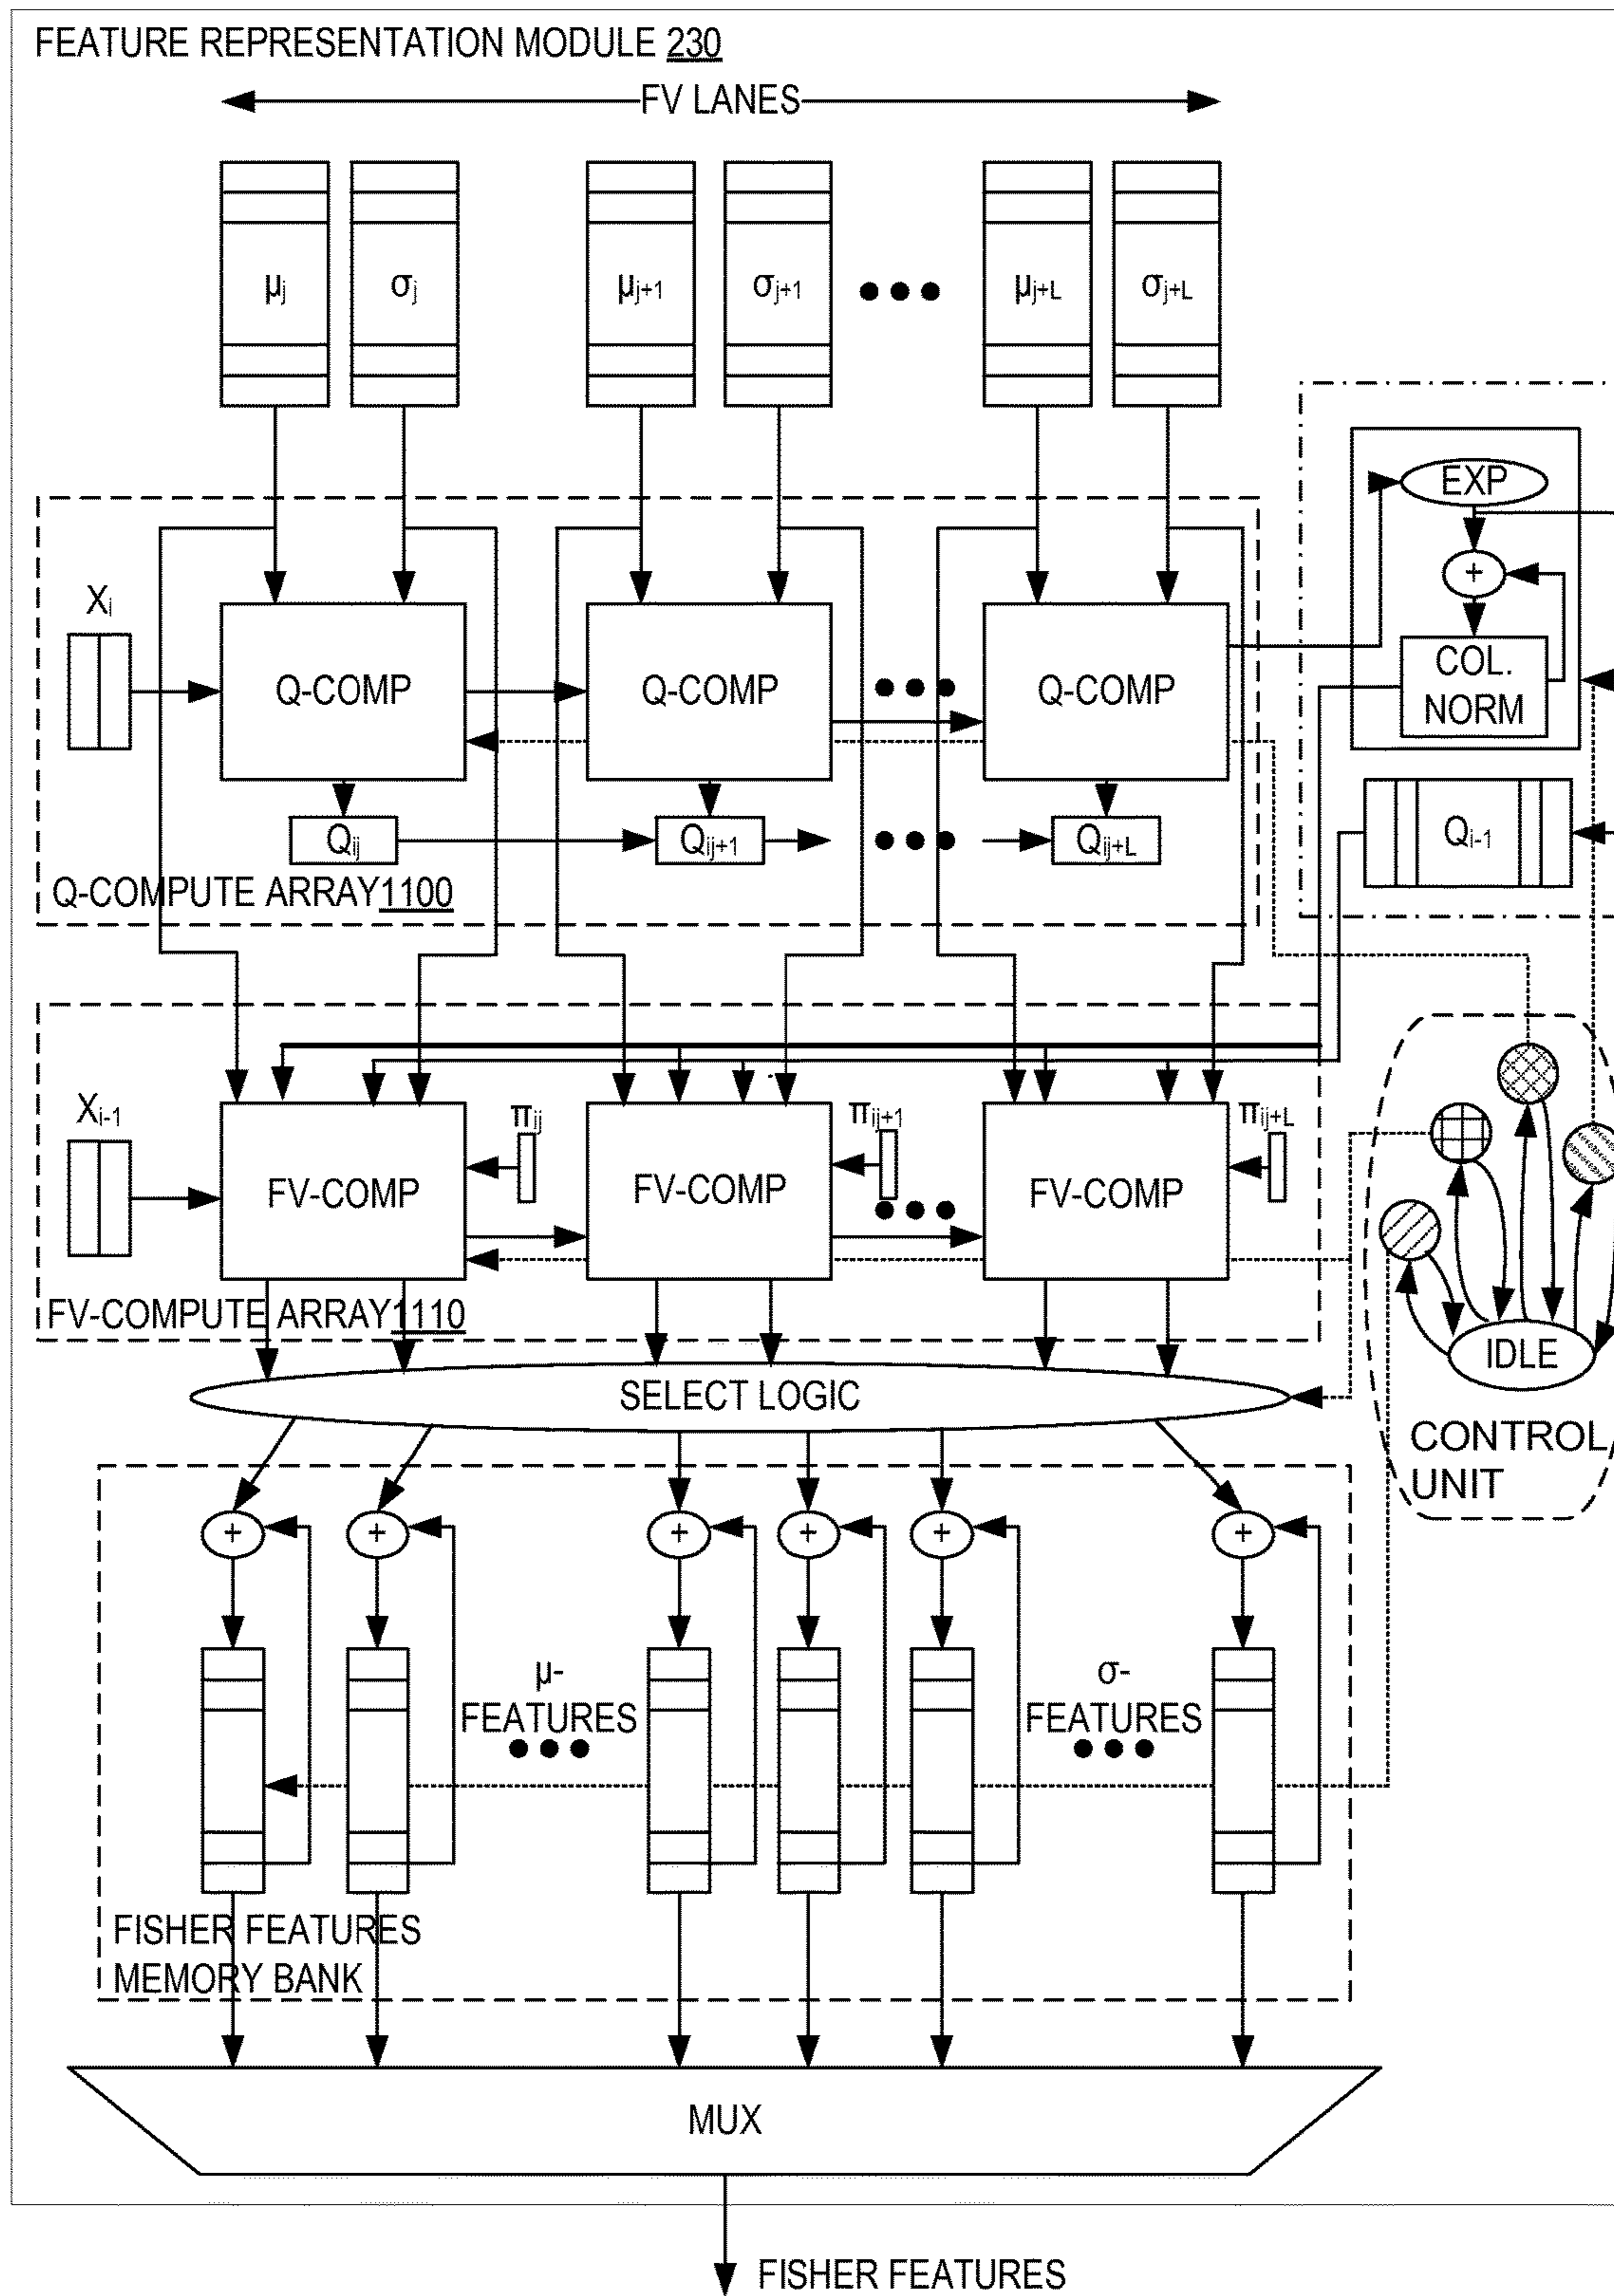 FEATURE REPRESENTATION MODULE 230
FV LANES
μj σj μj+1 σj+1 μj+L σj+L
EXP
+
Xi
Q-COMP Q-COMP Q-COMP
COL.
NORM
Qij Qij+1 Qij+L
Qi-1
Q-COMPUTE ARRAY1100
Xi-1
πij πij+1 πij+L
FV-COMP FV-COMP FV-COMP
FV-COMPUTE ARRAY1110
IDLE
SELECT LOGIC
CONTROL
UNIT
+ + + + + +
μ-
FEATURES
σ-
FEATURES
FISHER FEATURES
MEMORY BANK
MUX
FISHER FEATURES